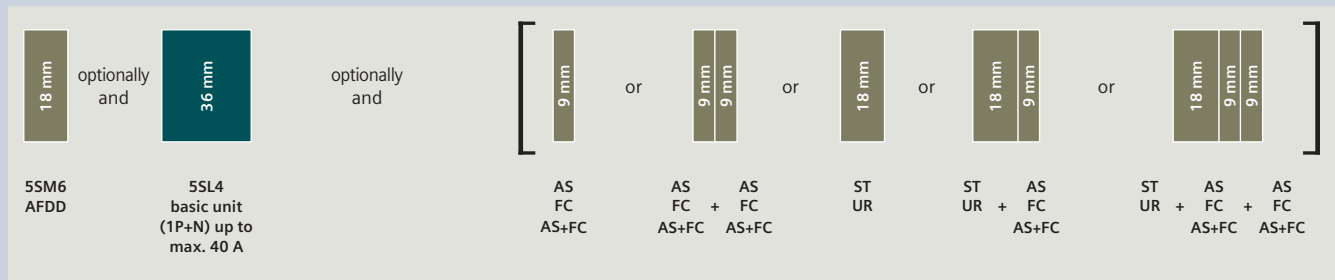 18 mm
optionally
and
36 mm
optionally
and
9 mm
or
9 mm 9 mm
or
18 mm
or
18 mm 9 mm
or
18 mm 9 mm 9 mm
5SM6
AFDD
5SL4
basic unit
(1P+N) up to
max. 40 A
AS
FC
AS+FC
AS AS
FC + FC
AS+FC AS+FC
ST
UR
ST AS
UR + FC
AS+FC
ST AS AS
UR + FC + FC
AS+FC AS+FC